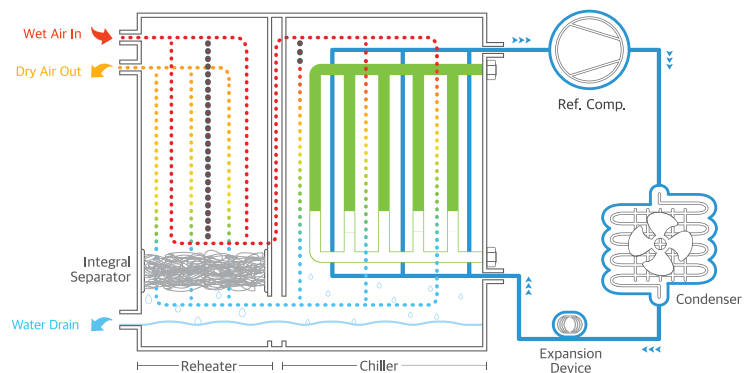 Wet Air In
Dry Air Out
Ref. Comp.
Integral
Separator
Condenser
Water Drain
Expansion
Device
Reheater
Chiller